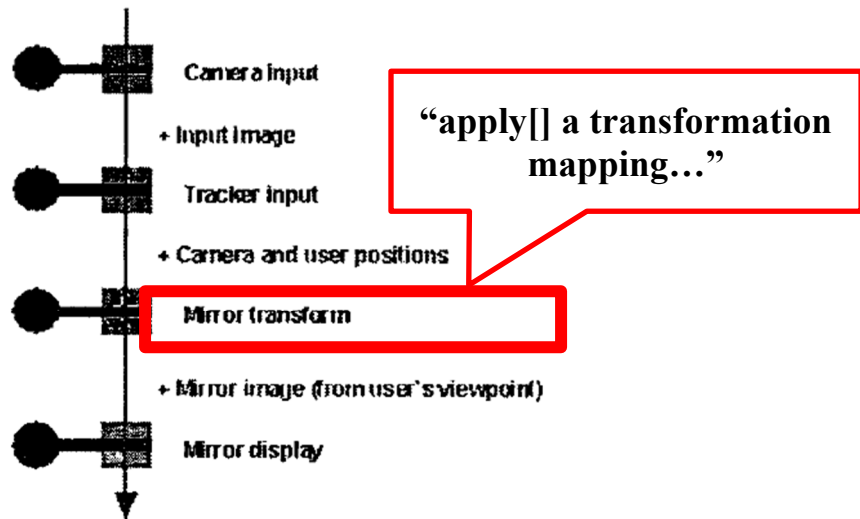 Camera input
+ Input image
“apply[] a transformation
mapping…”
Tracker input
+ Camera and user positions
Mirror transform
+ Mirror image (from user's viewpoint)
Mirror display